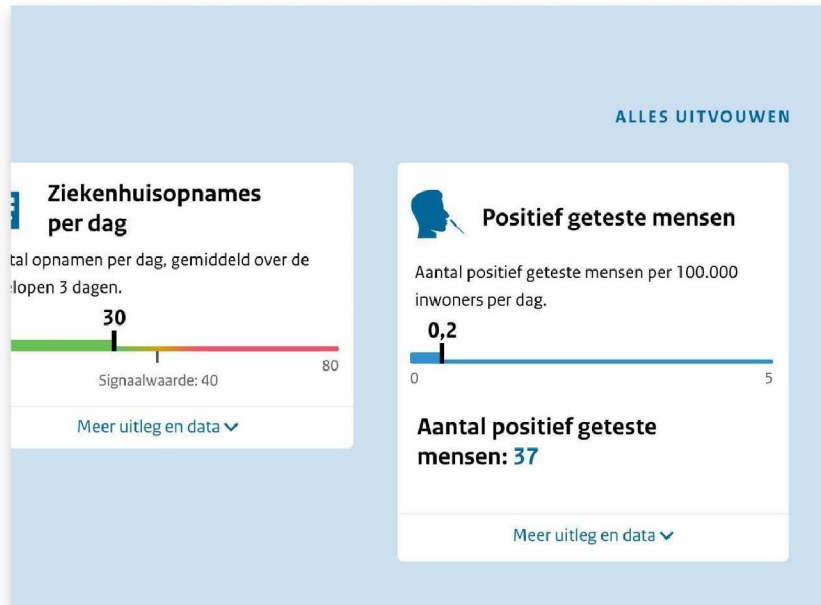 ALLES UITVOUWEN
Ziekenhuisopnames
per dag
tal opnamen per dag, gemiddeld over de
lopen 3 dagen.
30
80
Signaalwaarde: 40
Meer uitleg en data
Positief geteste mensen
Aantal positief geteste mensen per 100.000
inwoners per dag.
0,2
0
5
Aantal positief geteste
mensen: 37
Meer uitleg en data